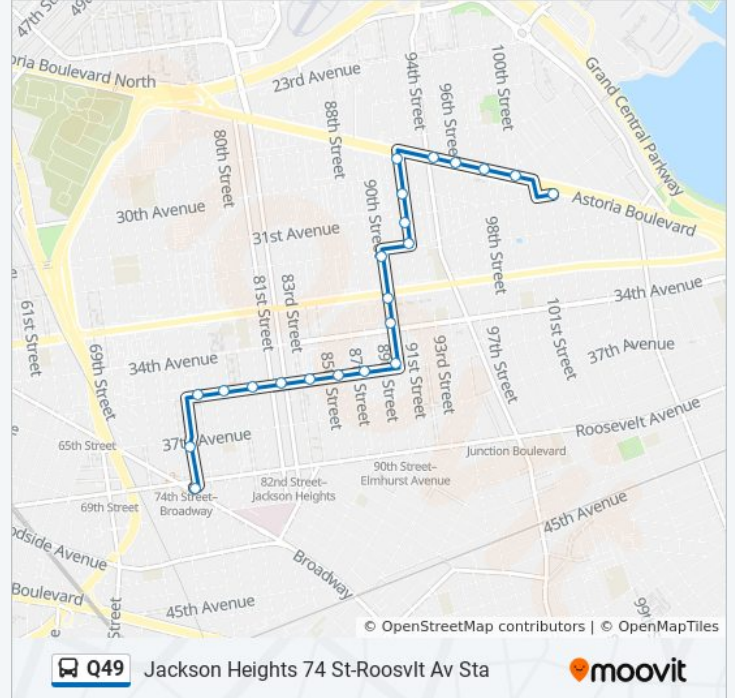 47th St
49
oria Boulevard North
23rd Avenue
94th Street
96th Street
100th Street
Grand Central Parkway
88th Street
80th Street
90th Street
30th Avenue
31st Avenue
Astoria Boulevard
98th Street
61st Street
81st Street
83rd Street
34th Avenue
101st Street
69th Street
34th Avenue
85th Street
87th Street
89th Street
91st Street
93rd Street
97th Street
37th Avenue
Roosevelt Avenue
65th Street
37th Avenue
Junction Boulevard
90th Street–
Elmhurst Avenue
82nd Street–
Jackson Heights
74th Street–
Broadway
69th Street
45th Avenue
odside Avenue
Broadway
Boulevard
45th Avenue
Street
99t
© OpenStreetMap contributors | © OpenMapTiles
Q49 Jackson Heights 74 St-Roosvlt Av Sta
moovit